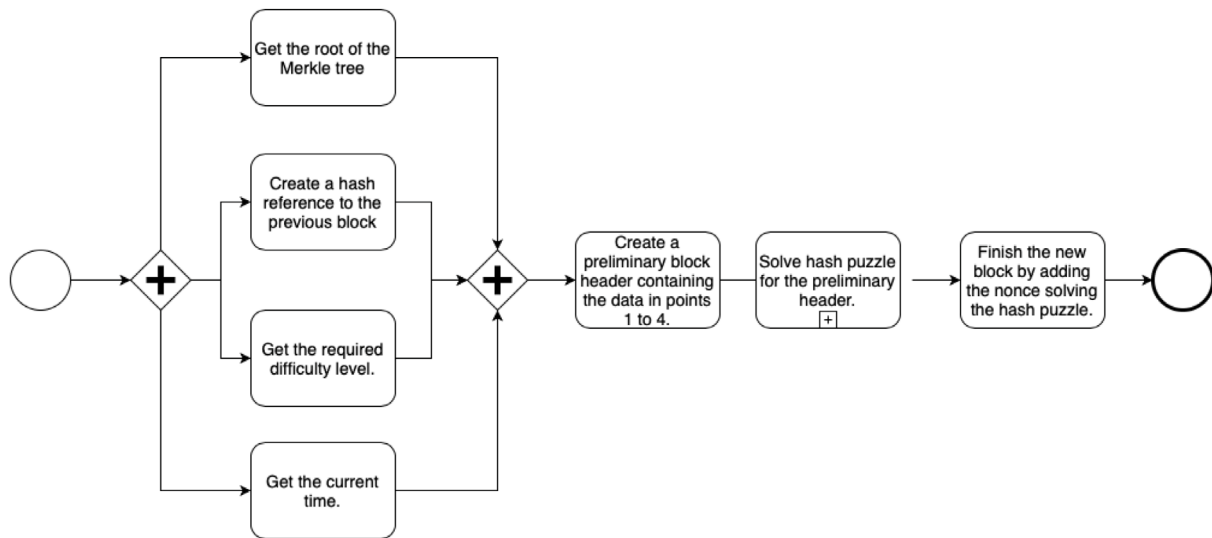 Get the root of the
Merkle tree
Create a hash
reference to the
previous block
Get the required
difficulty level.
Get the current
time.
Create a
preliminary block
header containing
the data in points
1 to 4.
Solve hash puzzle
for the preliminary
header.
Finish the new
block by adding
the nonce solving
the hash puzzle.